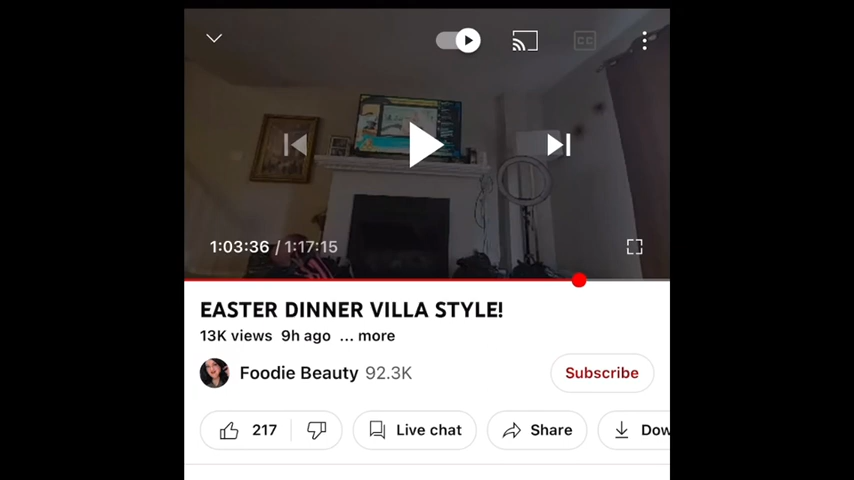 CC
1:03:36 / 1:17:15
EASTER DINNER VILLA STYLE!
13K views 9h ago ... more
Foodie Beauty 92.3K
Subscribe
217
Live chat
Share
Dow